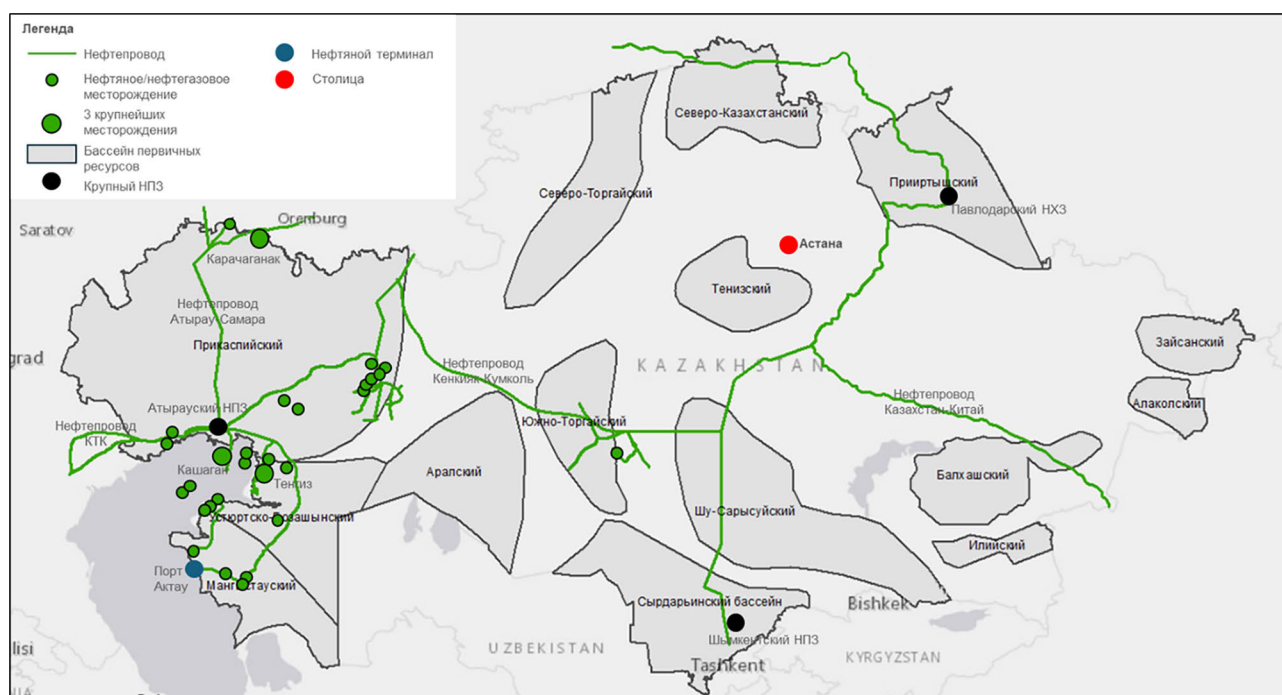 Легенда
Нефтепровод
Нефтяное/нефтегазовое
месторождение
3 крупнейших
месторождения
Бассейн первичных
ресурсов
Крупный НПЗ
Нефтяной терминал
Столица
Северо-Казахстанский
Северо-Торгайский
Прииртышский
Павлодарский НХЗ
Saratov
Orenburg
Карачаганак
Астана
Тенизский
Нефтепровод
Атырау-Самара
Прикаспийский
Нефтепровод
Кенкияк-Кумколь
KAZAKHSTAN
Зайсанский
grad
Атырауский НПЗ
Нефтепровод
КТК
Южно-Торгайский
Нефтепровод
Казахстан-Китай
Алакольский
Кашаган
Тенгиз
Аральский
Балхашский
Устюртско-Бозашынский
Шу-Сарысуйский
Илийский
Порт
Актау
Мангистауский
Сырдарьинский бассейн
Bishkek
Шымкентский НПЗ
lisi
UZBEKISTAN
Tashkent
KYRGYZSTAN